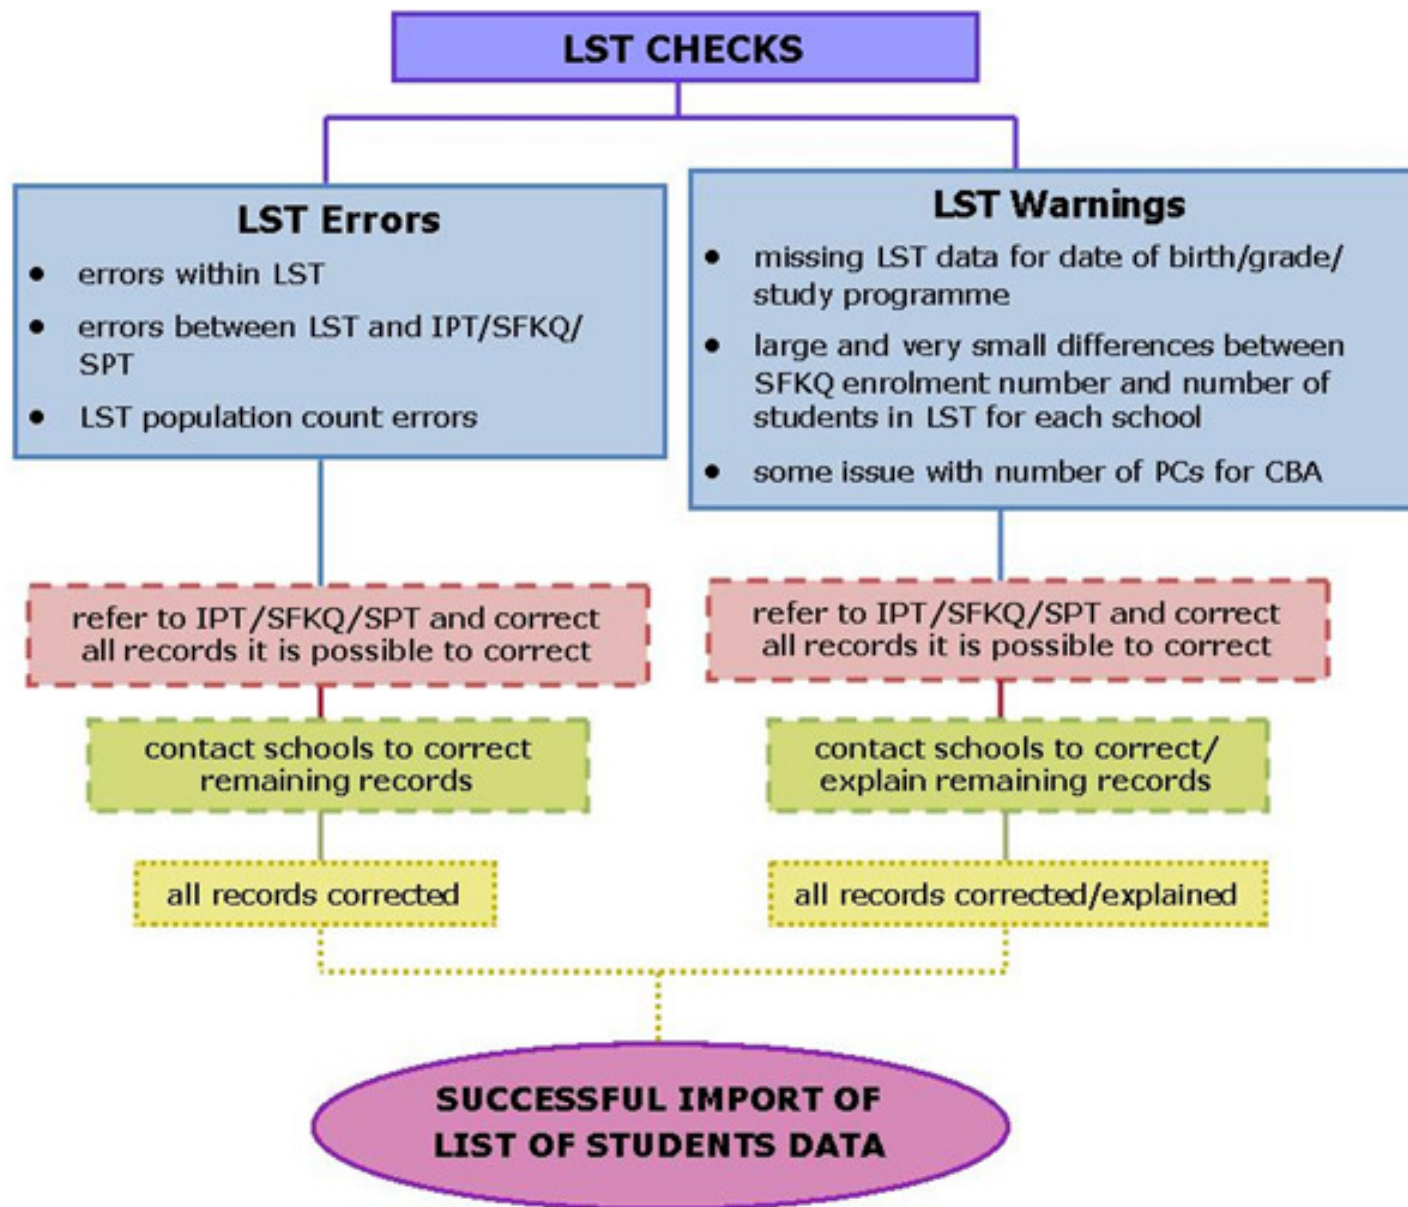 LST CHECKS
LST Errors
● errors within LST
● errors between LST and IPT/SFKQ/
SPT
● LST population count errors
LST Warnings
● missing LST data for date of birth/grade/
study programme
● large and very small differences between
SFKQ enrolment number and number of
students in LST for each school
● some issue with number of PCs for CBA
refer to IPT/SFKQ/SPT and correct
all records it is possible to correct
refer to IPT/SFKQ/SPT and correct
all records it is possible to correct
contact schools to correct
remaining records
contact schools to correct/
explain remaining records
all records corrected
all records corrected/explained
SUCCESSFUL IMPORT OF
LIST OF STUDENTS DATA